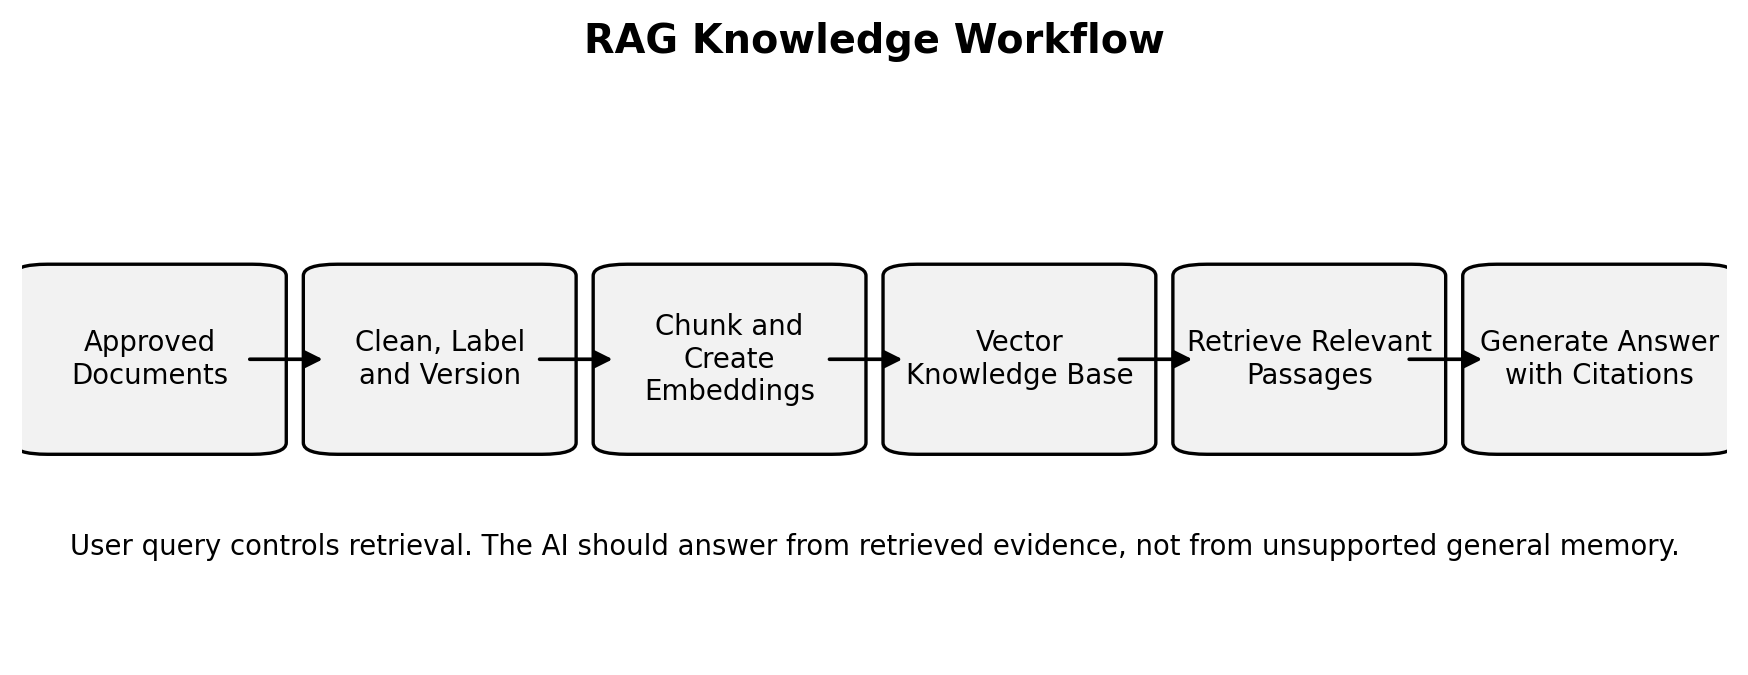 RAG Knowledge Workflow
Approved
Documents
Clean, Label
and Version
Chunk and
Create
Embeddings
Vector
Knowledge Base
Retrieve Relevant
Passages
Generate Answer
with Citations
User query controls retrieval. The AI should answer from retrieved evidence, not from unsupported general memory.